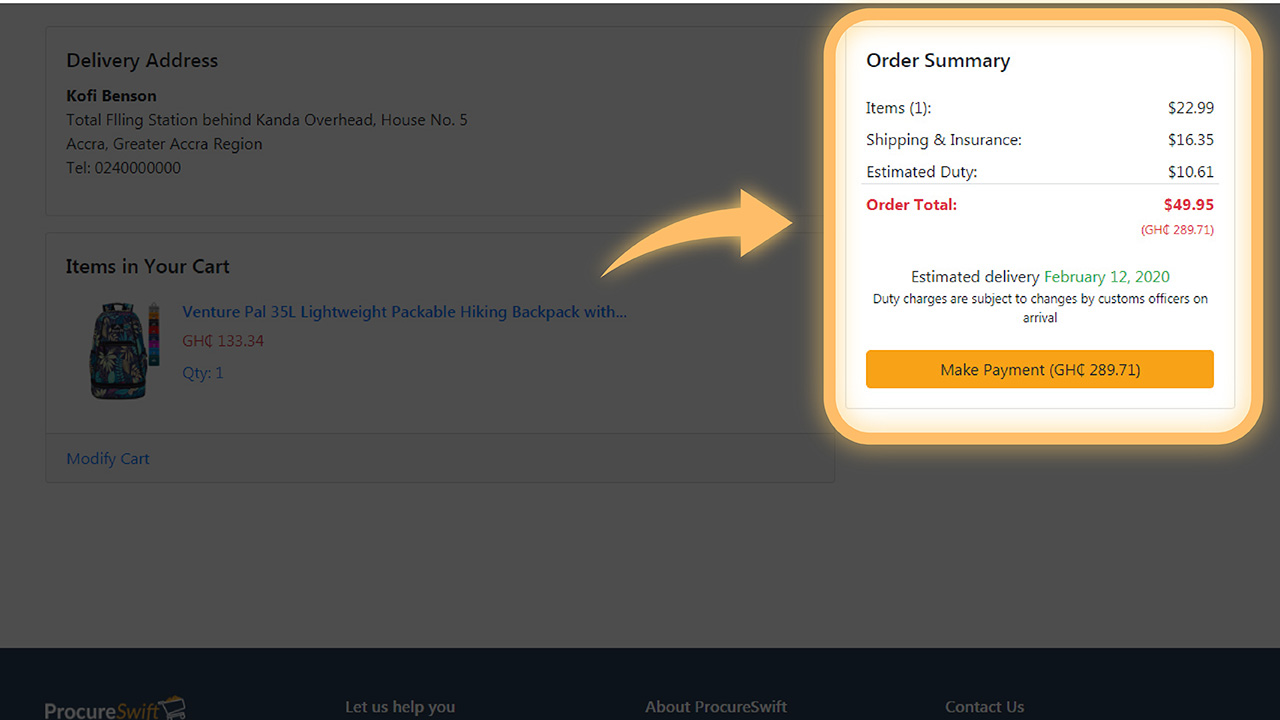 Delivery Address
Kofi Benson
Total Flling Station behind Kanda Overhead, House No. 5
Accra, Greater Accra Region
Tel: 0240000000
Items in Your Cart
Venture Pal 35L Lightweight Packable Hiking Backpack with...
GH₵ 133.34
Qty: 1
Modify Cart
Order Summary
Items (1): $22.99
Shipping & Insurance: $16.35
Estimated Duty: $10.61
Order Total: $49.95
(GH₵ 289.71)
Estimated delivery February 12, 2020
Duty charges are subject to changes by customs officers on
arrival
Make Payment (GH₵ 289.71)
ProcureSwift
Let us help you
About ProcureSwift
Contact Us